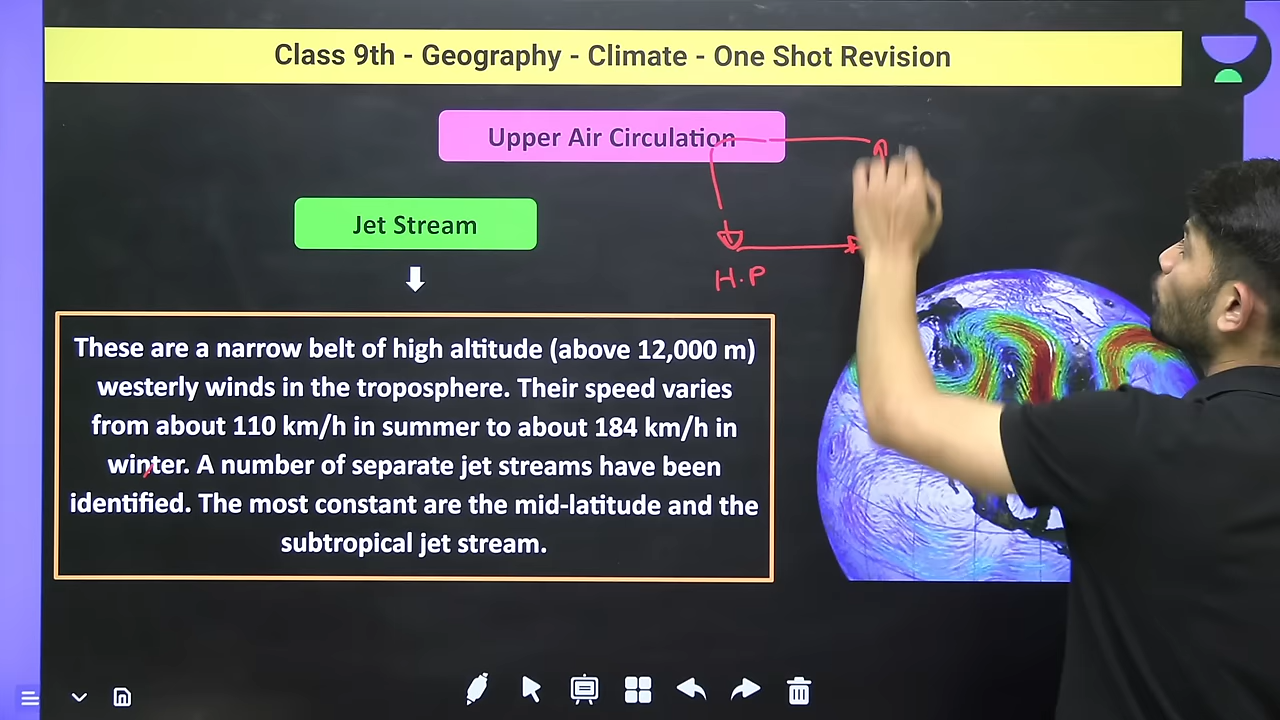 Class 9th - Geography - Climate - One Shot Revision
Upper Air Circulation
Jet Stream
H.P
These are a narrow belt of high altitude (above 12,000 m)
westerly winds in the troposphere. Their speed varies
from about 110 km/h in summer to about 184 km/h in
winter. A number of separate jet streams have been
identified. The most constant are the mid-latitude and the
subtropical jet stream.